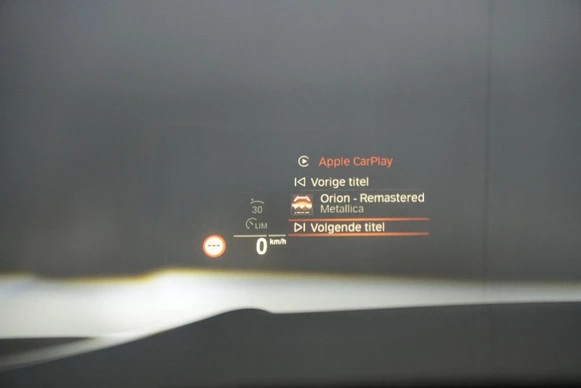 Apple CarPlay
Vorige titel
Orion - Remastered
Metallica
30
LIM
Volgende titel
---
0 km/h